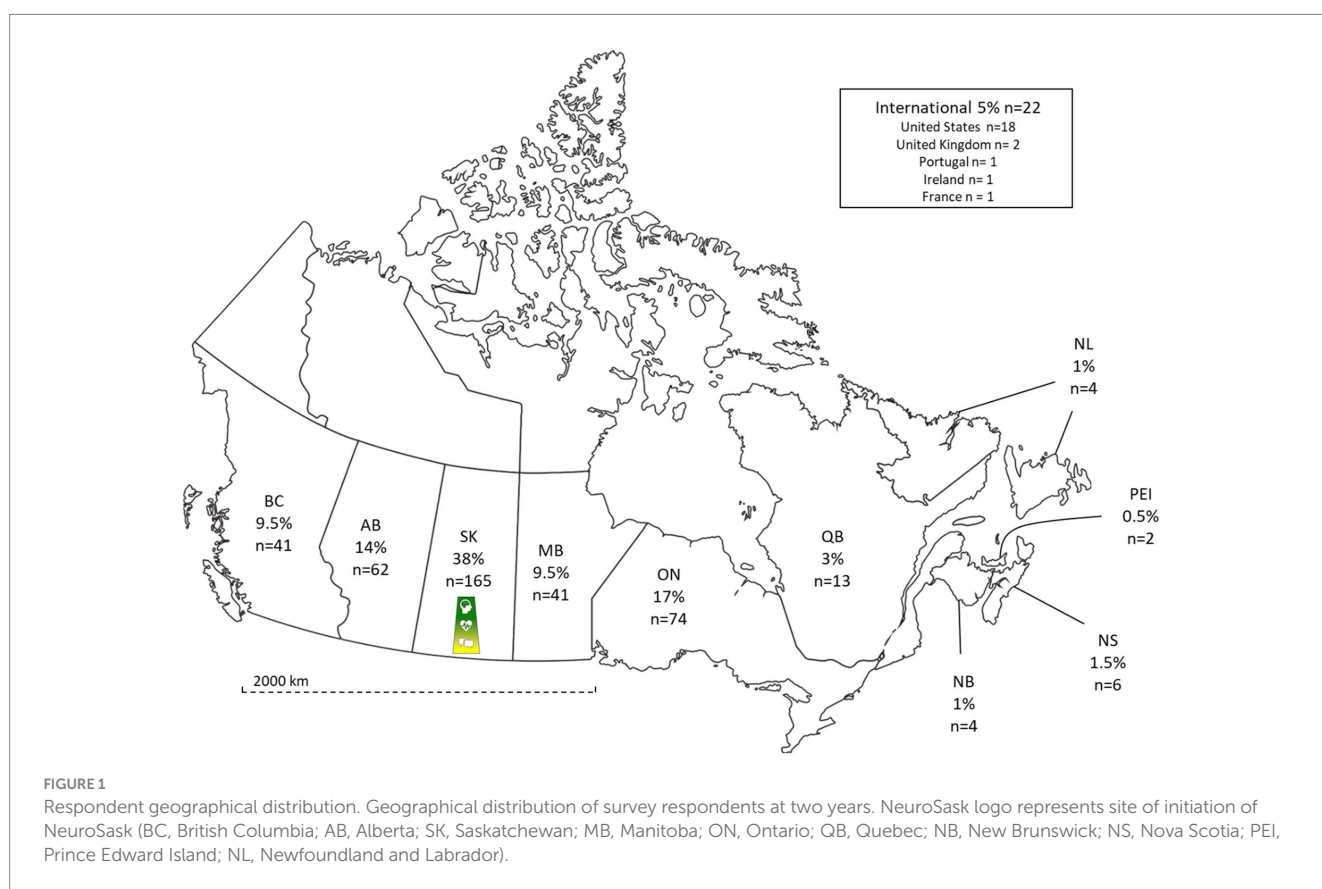 International 5% n=22
United States n=18
United Kingdom n= 2
Portugal n= 1
Ireland n= 1
France n = 1
NL
1%
n=4
PEI
0.5%
n=2
BC
9.5%
n=41
AB
14%
n=62
SK
38%
n=165
MB
9.5%
n=41
ON
17%
n=74
QB
3%
n=13
NS
1.5%
n=6
NB
1%
n=4
2000 km
FIGURE 1
Respondent geographical distribution. Geographical distribution of survey respondents at two years. NeuroSask logo represents site of initiation of
NeuroSask (BC, British Columbia; AB, Alberta; SK, Saskatchewan; MB, Manitoba; ON, Ontario; QB, Quebec; NB, New Brunswick; NS, Nova Scotia; PEI,
Prince Edward Island; NL, Newfoundland and Labrador).